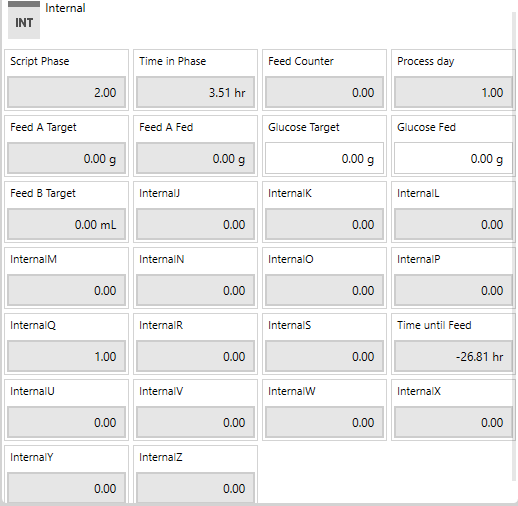 Internal
INT
Script Phase
Time in Phase
Feed Counter
Process day
2.00
3.51 hr
0.00
1.00
Feed A Target
Feed A Fed
Glucose Target
Glucose Fed
0.00 g
0.00 g
0.00 g
0.00 g
Feed B Target
InternalJ
InternalK
InternalL
0.00 mL
0.00
0.00
0.00
InternalM
InternalN
InternalO
InternalP
0.00
0.00
0.00
0.00
InternalQ
InternalR
InternalS
Time until Feed
1.00
0.00
0.00
-26.81 hr
InternalU
InternalV
InternalW
InternalX
0.00
0.00
0.00
0.00
InternalY
InternalZ
0.00
0.00